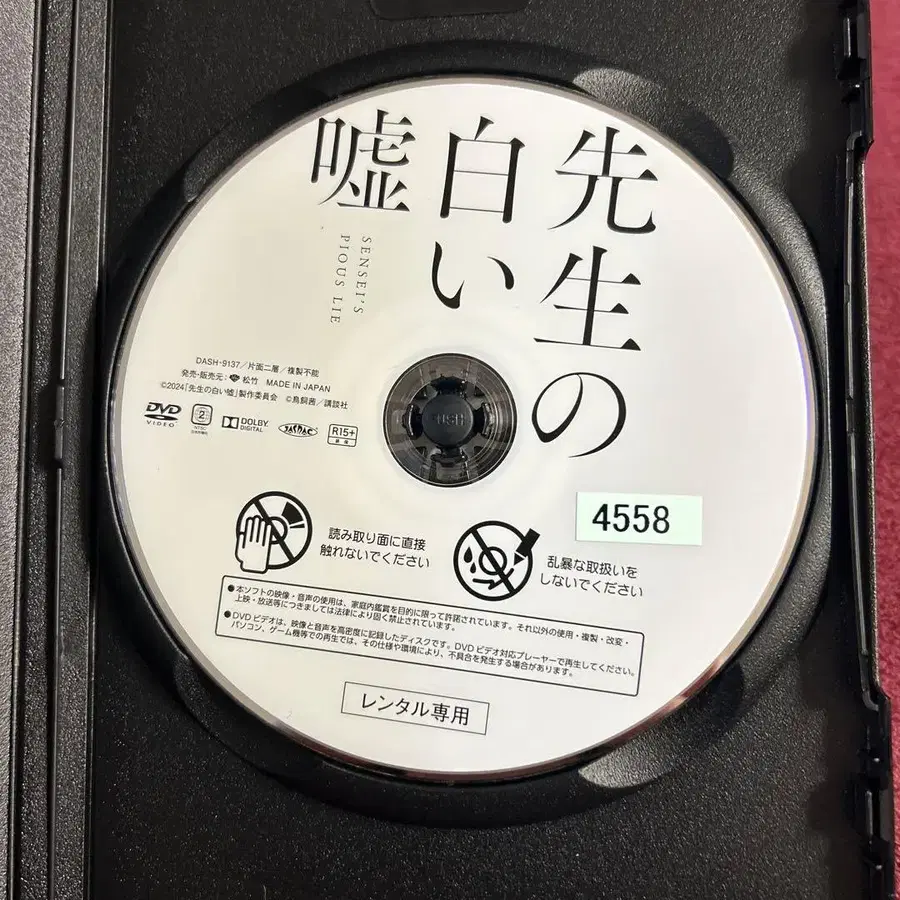 先生の
白い
嘘
SENSEI'S
PIOUS LIE
DASH-9137/片面二層/複製不能
発売・販売元: 松竹 MADE IN JAPAN
©2024「先生の白い嘘」製作委員会 ©鳥飼茜/講談社
DVD VIDEO
2
NTSC
DOLBY DIGITAL
JASRAC
R15+
PUSH
4558
読み取り面に直接
触れないでください
乱暴な取扱いを
しないでください
●本ソフトの映像・音声の使用は、家庭内鑑賞を目的に限って許諾されています。それ以外の使用・複製・改変・
上映・放送等につきましては法律により固く禁止されています。
●DVDビデオは、映像と音声を高密度に記録したディスクです。DVDビデオ対応プレーヤーで再生してください。
パソコン、ゲーム機等での再生では、その仕様や環境により、不具合を発生する場合があります。
レンタル専用